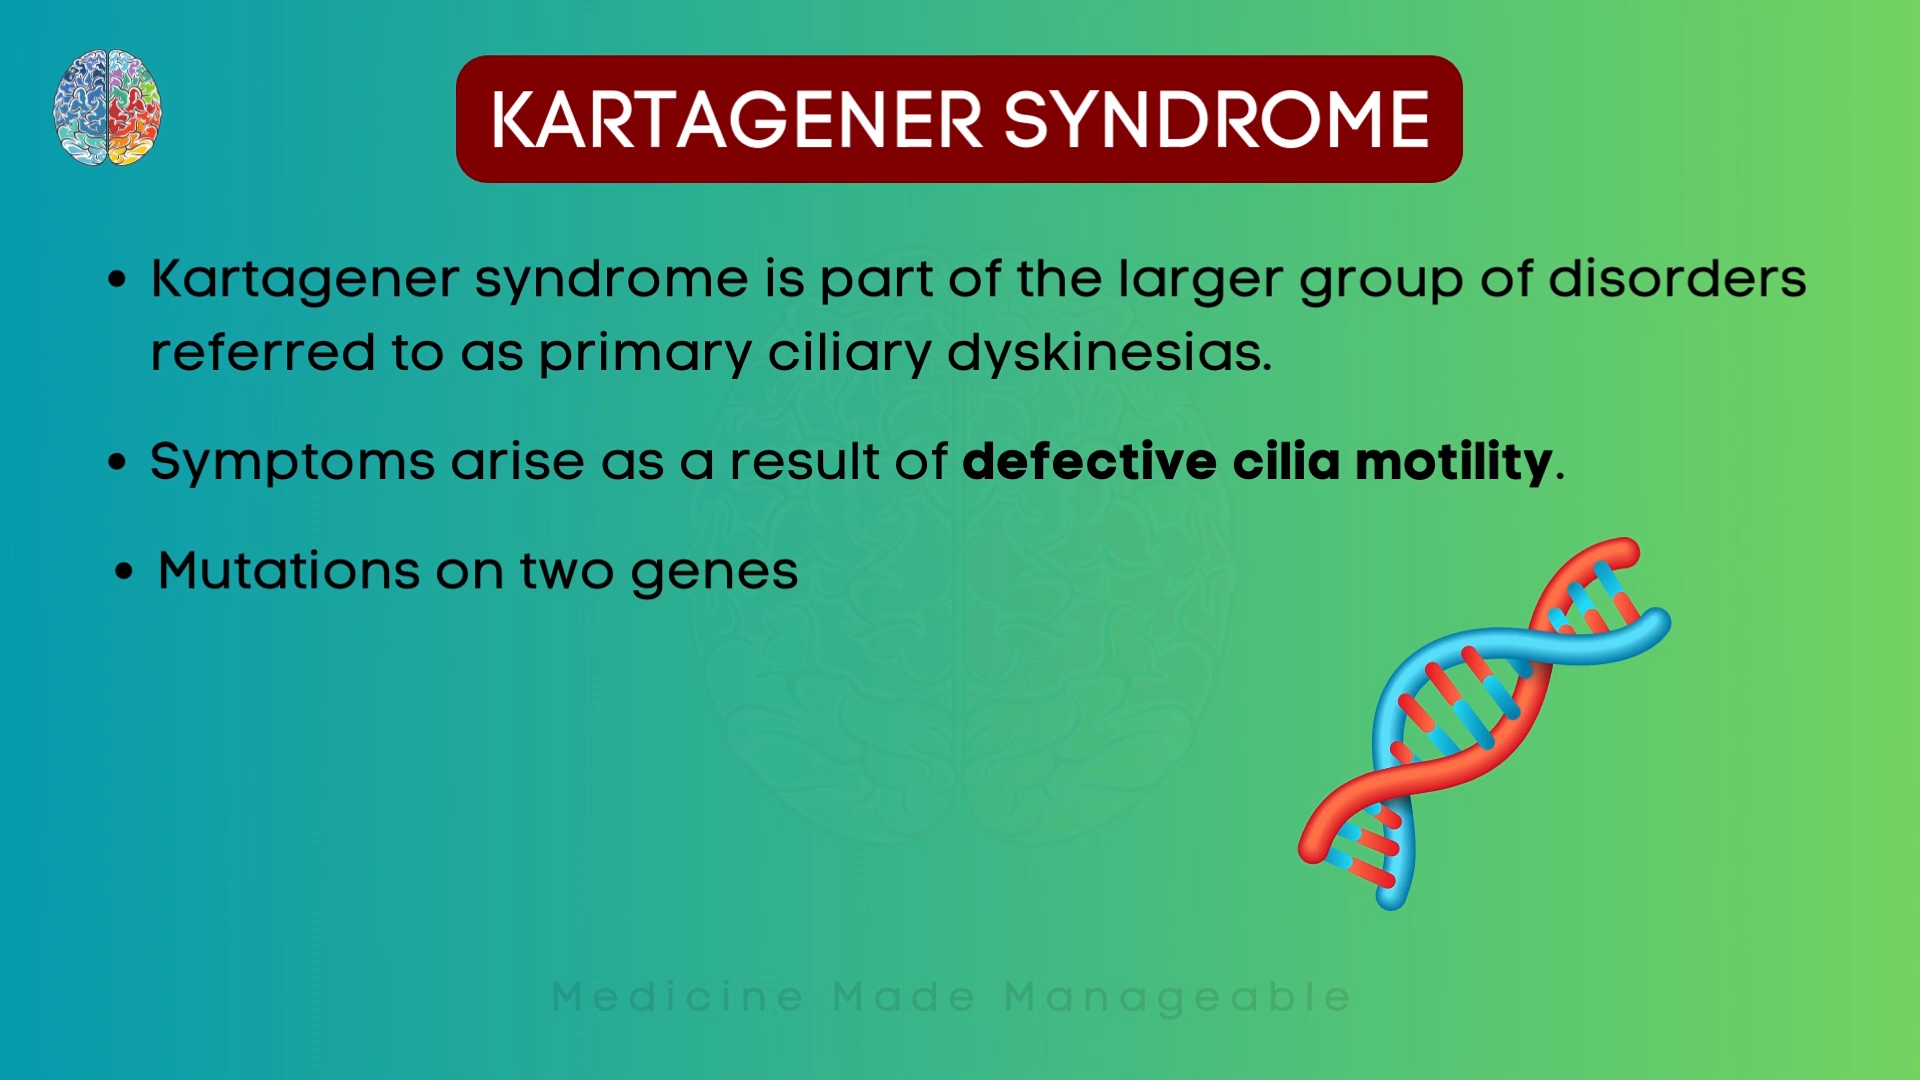 KARTAGENER SYNDROME
• Kartagener syndrome is part of the larger group of disorders
referred to as primary ciliary dyskinesias.
• Symptoms arise as a result of defective cilia motility.
• Mutations on two genes
Medicine Made Manageable